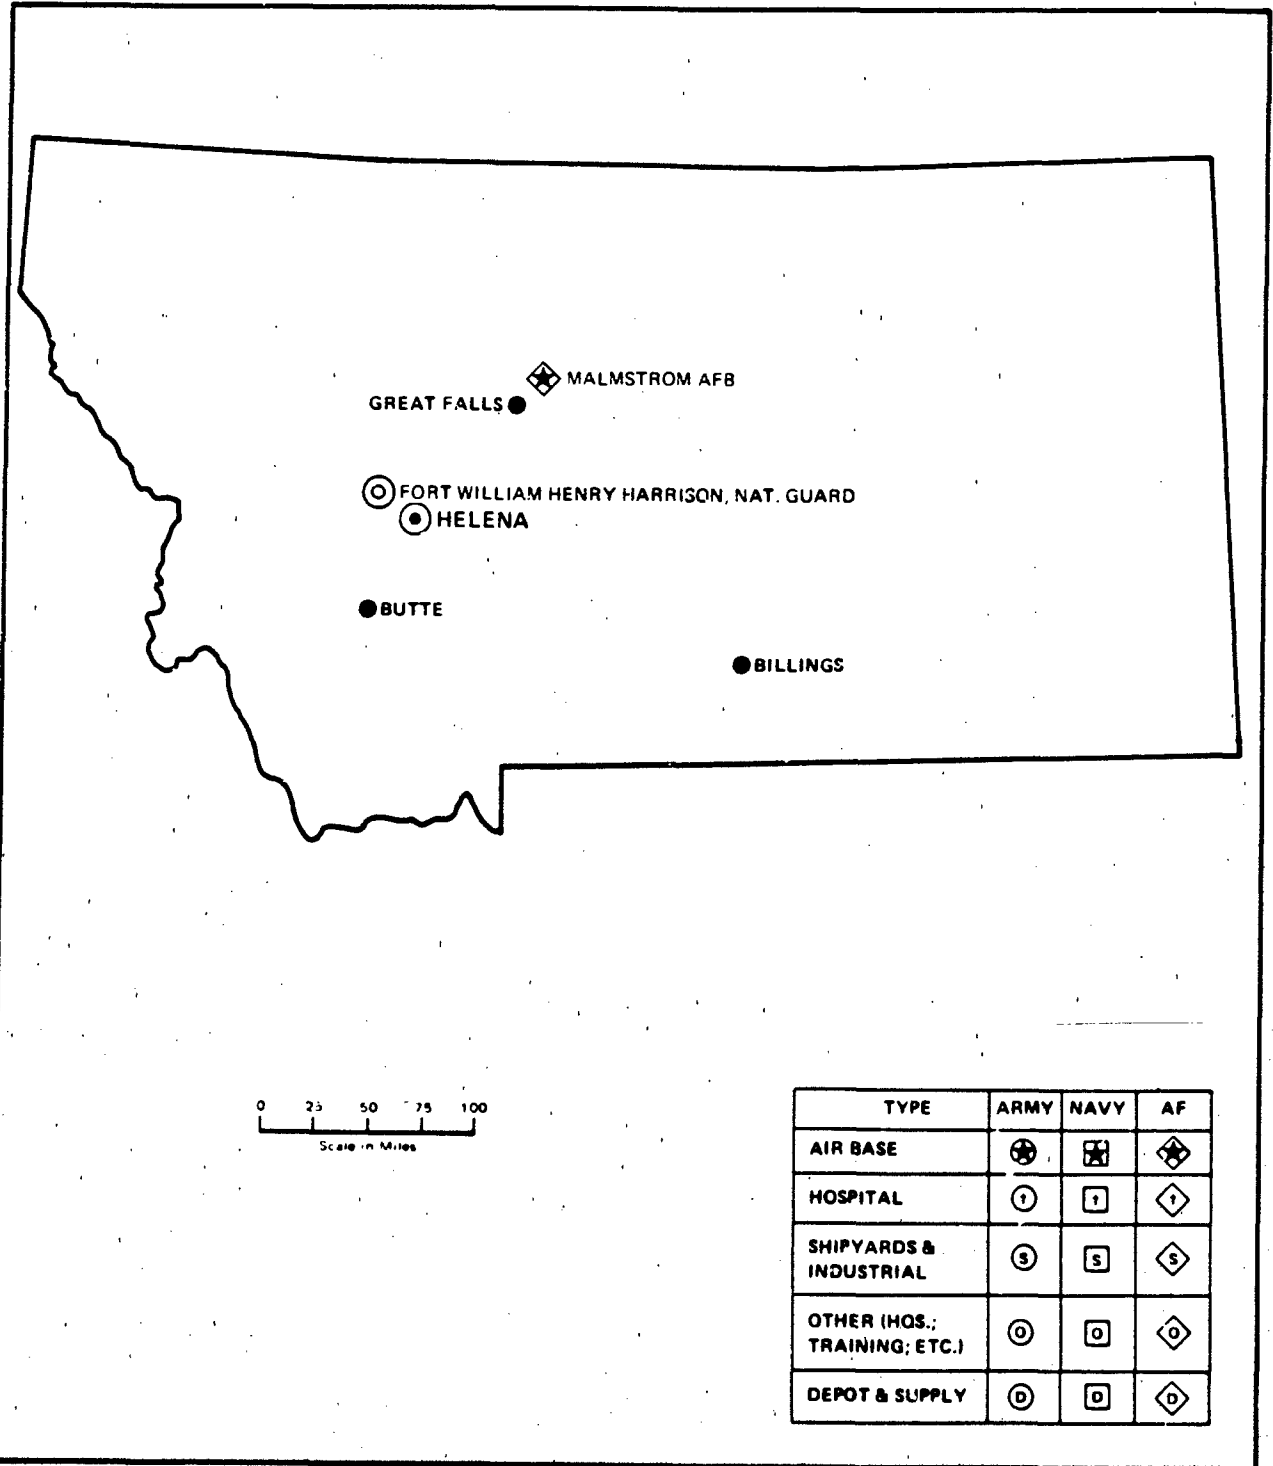 MALMSTROM AFB
GREAT FALLS
FORT WILLIAM HENRY HARRISON, NAT. GUARD
HELENA
BUTTE
BILLINGS
0 25 50 75 100
Scale in Miles
TYPE ARMY NAVY AF
AIR BASE
HOSPITAL
SHIPYARDS &
INDUSTRIAL
S S S
OTHER (HQS.;
TRAINING; ETC.)
O O O
DEPOT & SUPPLY D D D